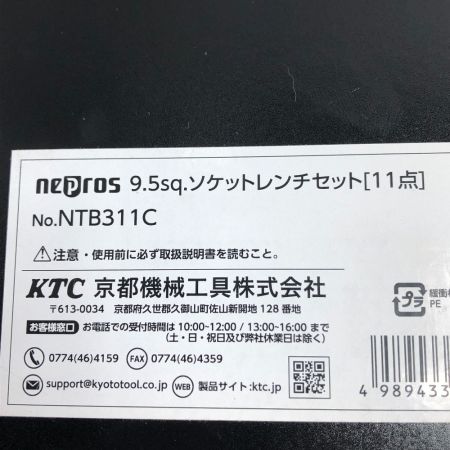 nepros 9.5sq.ソケットレンチセット[11点]
No.NTB311C
⚠注意・使用前に必ず取扱説明書を読むこと。
KTC 京都機械工具株式会社
〒613-0034 京都府久世郡久御山町佐山新開地 128 番地
お客様窓口 お電話での受付時間は 10:00~12:00 / 13:00~16:00 まで
(土・日・祝日及び弊社休業日は除く)
0774(46)4159 FAX 0774(46)4359
support@kyototool.co.jp WEB 製品サイト:ktc.jp
プラ
緩衝
PE
4 989433